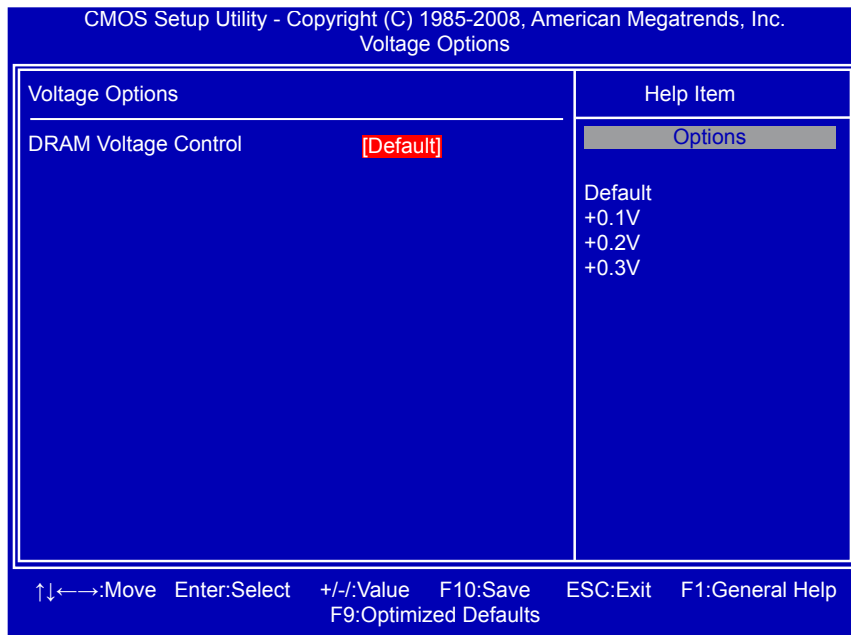 CMOS Setup Utility - Copyright (C) 1985-2008, American Megatrends, Inc.
Voltage Options
Voltage Options
DRAM Voltage Control [Default]
Help Item
Options
Default
+0.1V
+0.2V
+0.3V
↑↓←→:Move Enter:Select +/-/:Value F10:Save ESC:Exit F1:General Help
F9:Optimized Defaults